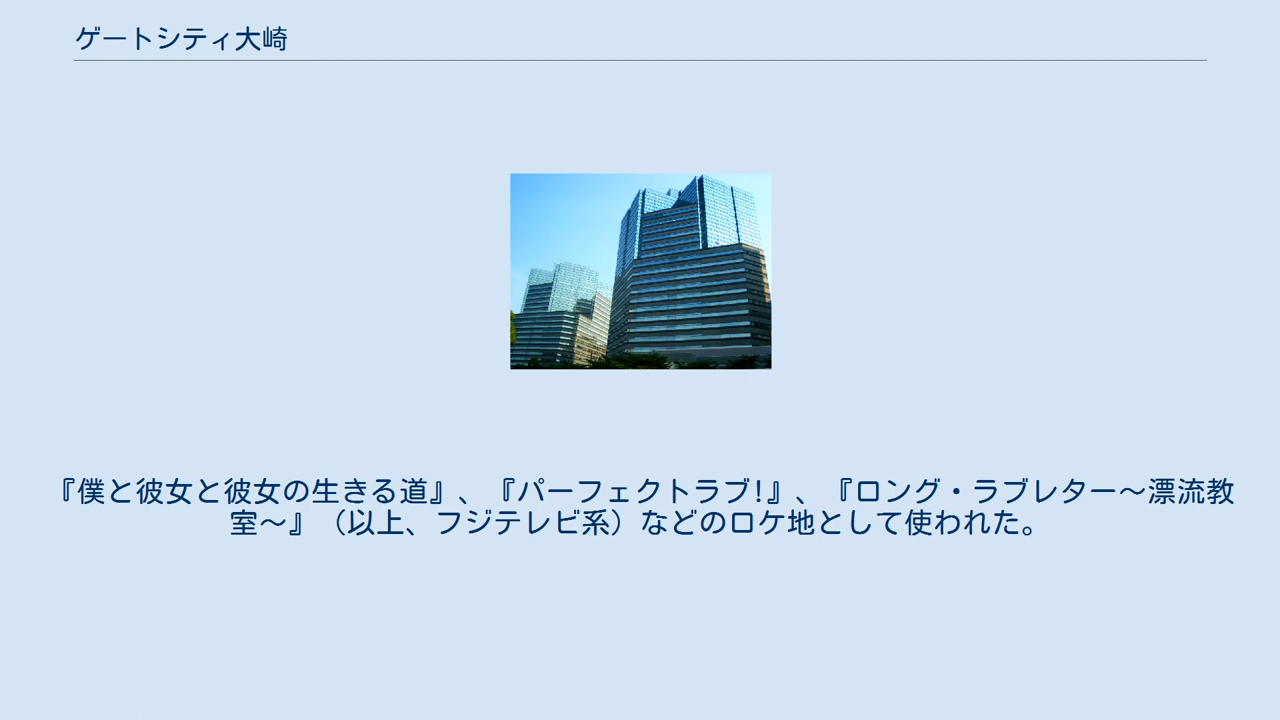 ゲートシティ大崎
『僕と彼女と彼女の生きる道』、『パーフェクトラブ!』、『ロング・ラブレター～漂流教
室～』（以上、フジテレビ系）などのロケ地として使われた。